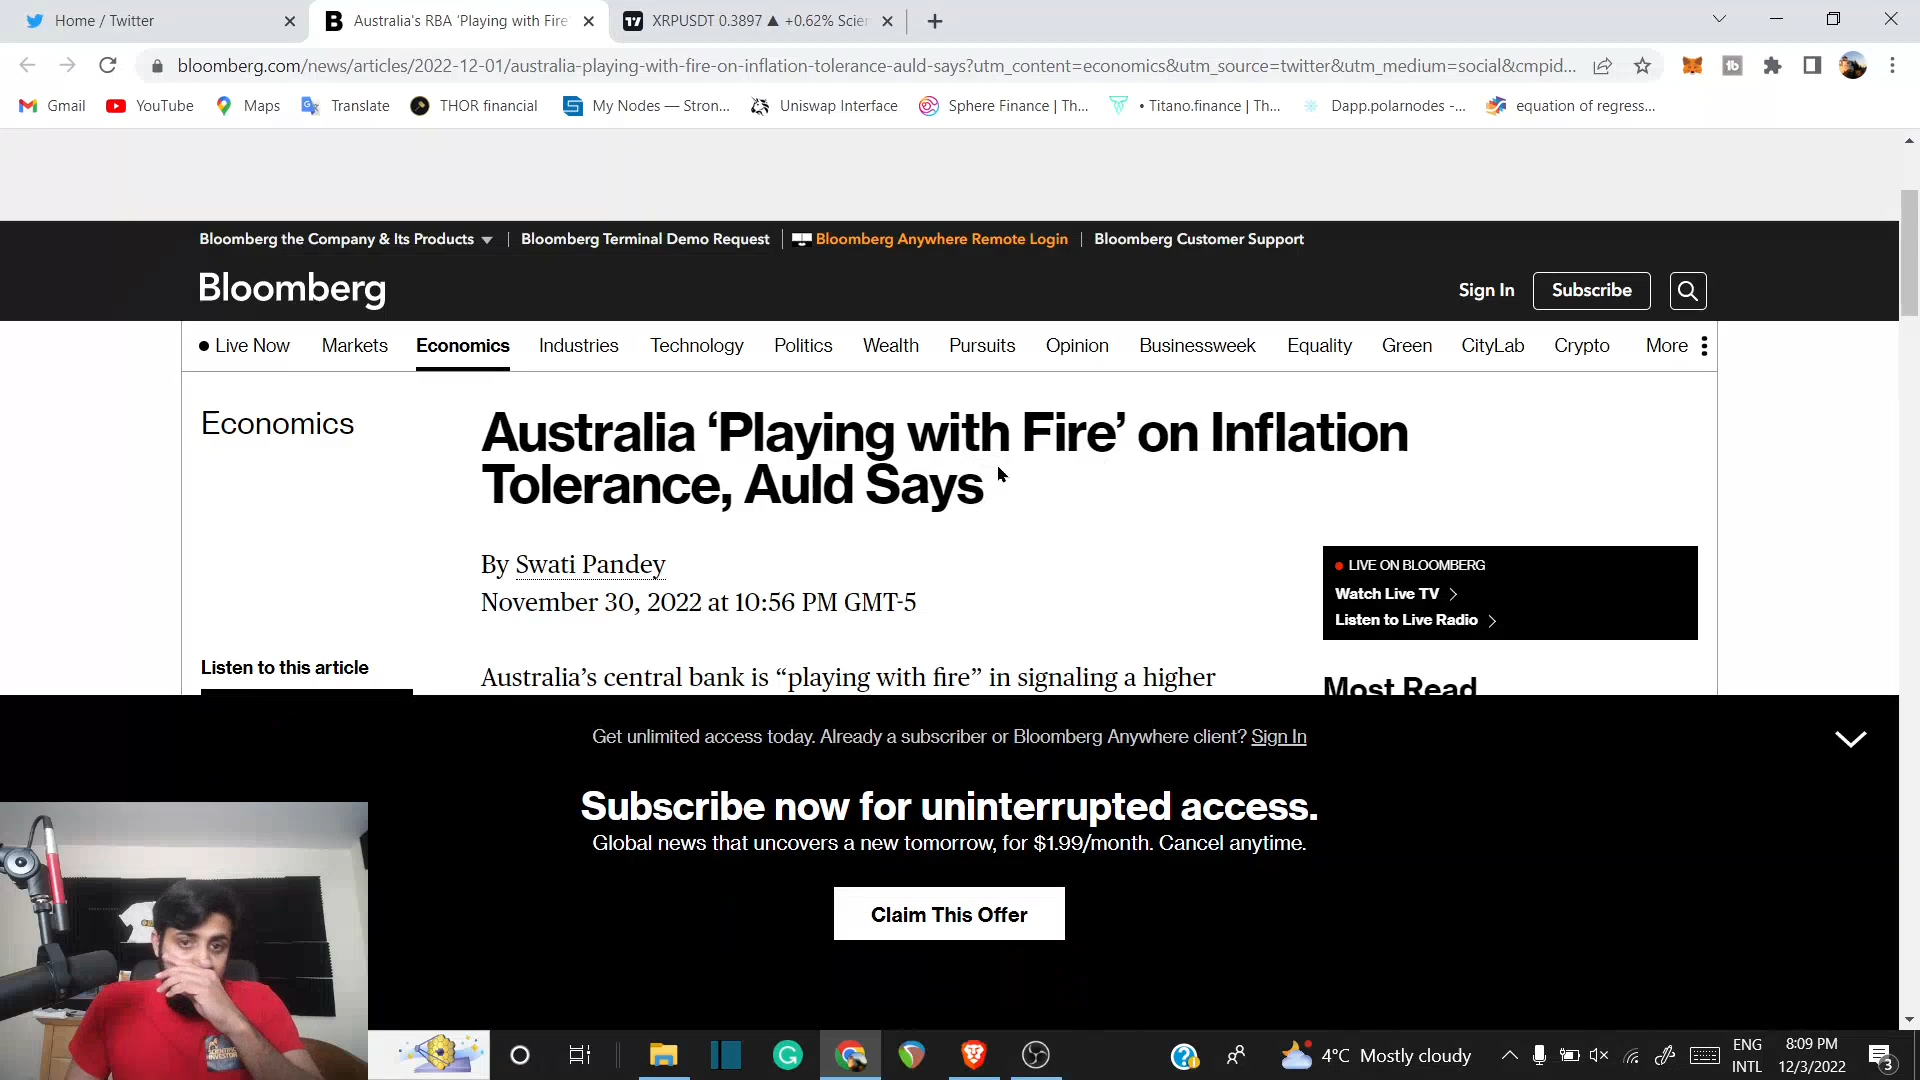 Home / Twitter
Australia's RBA 'Playing with Fire'
XRPUSDT 0.3897 ▲ +0.62% Scien
bloomberg.com/news/articles/2022-12-01/australia-playing-with-fire-on-inflation-tolerance-auld-says?utm_content=economics&utm_source=twitter&utm_medium=social&cmpid...
Gmail YouTube Maps Translate THOR financial My Nodes — Stron... Uniswap Interface Sphere Finance | Th... • Titano.finance | Th... Dapp.polarnodes -... equation of regress...
Bloomberg the Company & Its Products Bloomberg Terminal Demo Request Bloomberg Anywhere Remote Login Bloomberg Customer Support
Bloomberg
Sign In Subscribe
Live Now Markets Economics Industries Technology Politics Wealth Pursuits Opinion Businessweek Equality Green CityLab Crypto More
Economics
Australia ‘Playing with Fire’ on Inflation
Tolerance, Auld Says
By Swati Pandey
November 30, 2022 at 10:56 PM GMT-5
LIVE ON BLOOMBERG
Watch Live TV
Listen to Live Radio
Listen to this article
Australia’s central bank is “playing with fire” in signaling a higher
Most Read
Get unlimited access today. Already a subscriber or Bloomberg Anywhere client? Sign In
Subscribe now for uninterrupted access.
Global news that uncovers a new tomorrow, for $1.99/month. Cancel anytime.
Claim This Offer
4°C Mostly cloudy
ENG
INTL
8:09 PM
12/3/2022
3